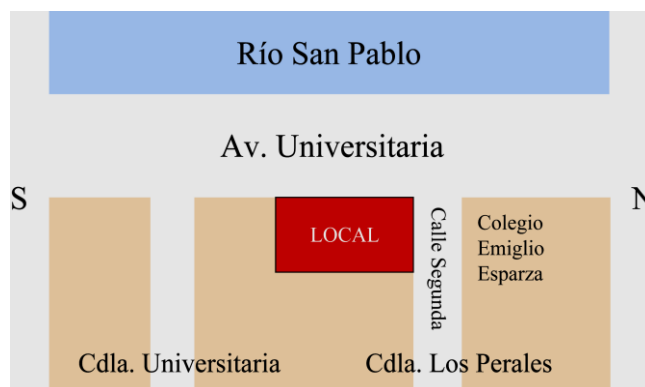 Río San Pablo
Av. Universitaria
S
N
LOCAL
Calle Segunda
Colegio
Emiglio
Esparza
Cdla. Universitaria
Cdla. Los Perales